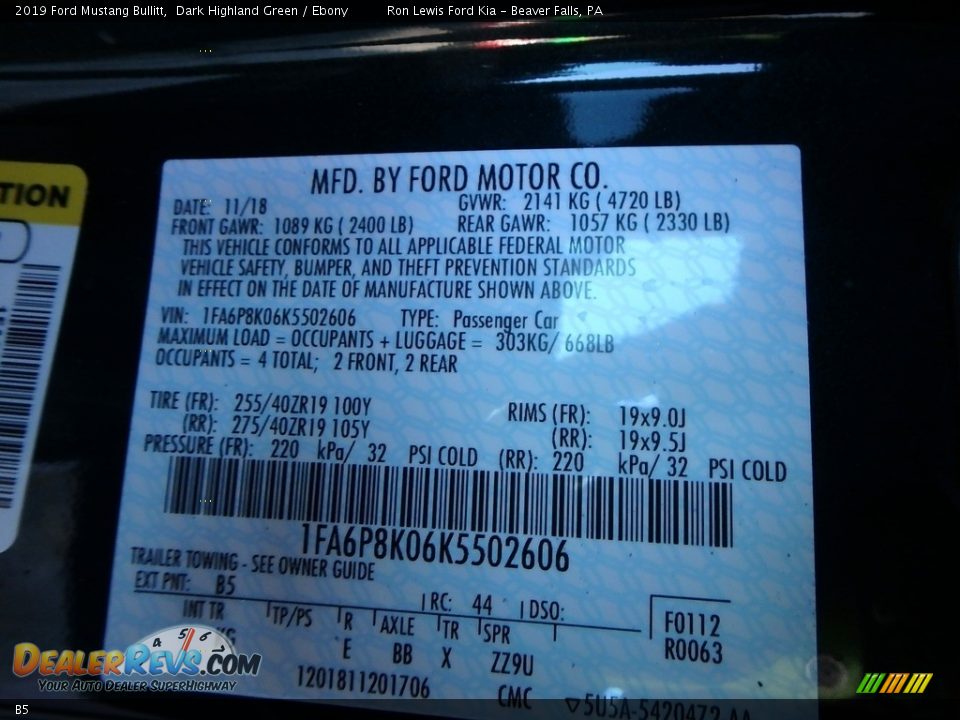 2019 Ford Mustang Bullitt, Dark Highland Green / Ebony Ron Lewis Ford Kia - Beaver Falls, PA
TION
MFD. BY FORD MOTOR CO.
DATE: 11/18 GVWR: 2141 KG ( 4720 LB)
FRONT GAWR: 1089 KG ( 2400 LB) REAR GAWR: 1057 KG ( 2330 LB)
THIS VEHICLE CONFORMS TO ALL APPLICABLE FEDERAL MOTOR
VEHICLE SAFETY, BUMPER, AND THEFT PREVENTION STANDARDS
IN EFFECT ON THE DATE OF MANUFACTURE SHOWN ABOVE.
VIN: 1FA6P8K06K5502606 TYPE: Passenger Car
MAXIMUM LOAD = OCCUPANTS + LUGGAGE = 303KG/ 668LB
OCCUPANTS = 4 TOTAL; 2 FRONT, 2 REAR
TIRE (FR): 255/40ZR19 100Y RIMS (FR): 19x9.0J
(RR): 275/40ZR19 105Y (RR): 19x9.5J
PRESSURE (FR): 220 kPa/ 32 PSI COLD (RR): 220 kPa/ 32 PSI COLD
1FA6P8K06K5502606
TRAILER TOWING - SEE OWNER GUIDE
EXT PNT: B5 RC: 44 DSO:
INT TR TP/PS R AXLE TR SPR F0112
E BB X ZZ9U R0063
1201811201706 CMC 5U5A-5420472-AA
4 5 6
DEALERREVS.COM
YOUR AUTO DEALER SUPERHIGHWAY
B5